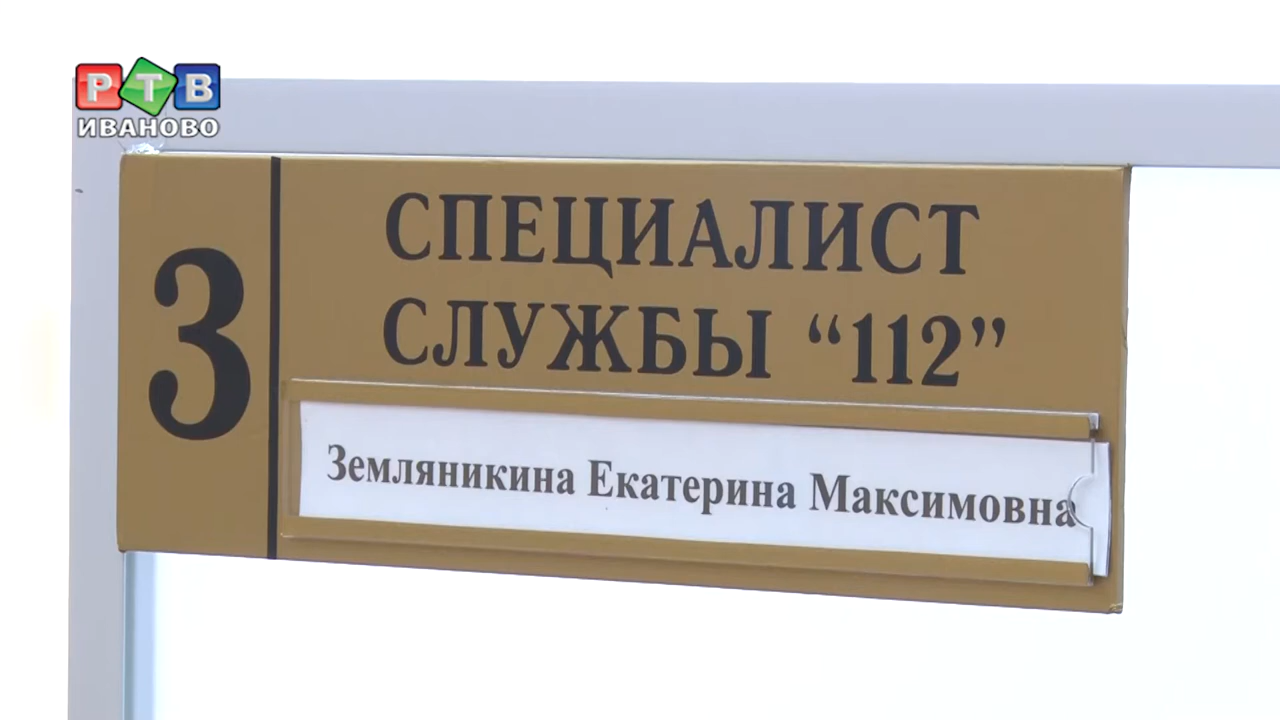 РТВ
ИВАНОВО
3
СПЕЦИАЛИСТ
СЛУЖБЫ “112”
Земляникина Екатерина Максимовна